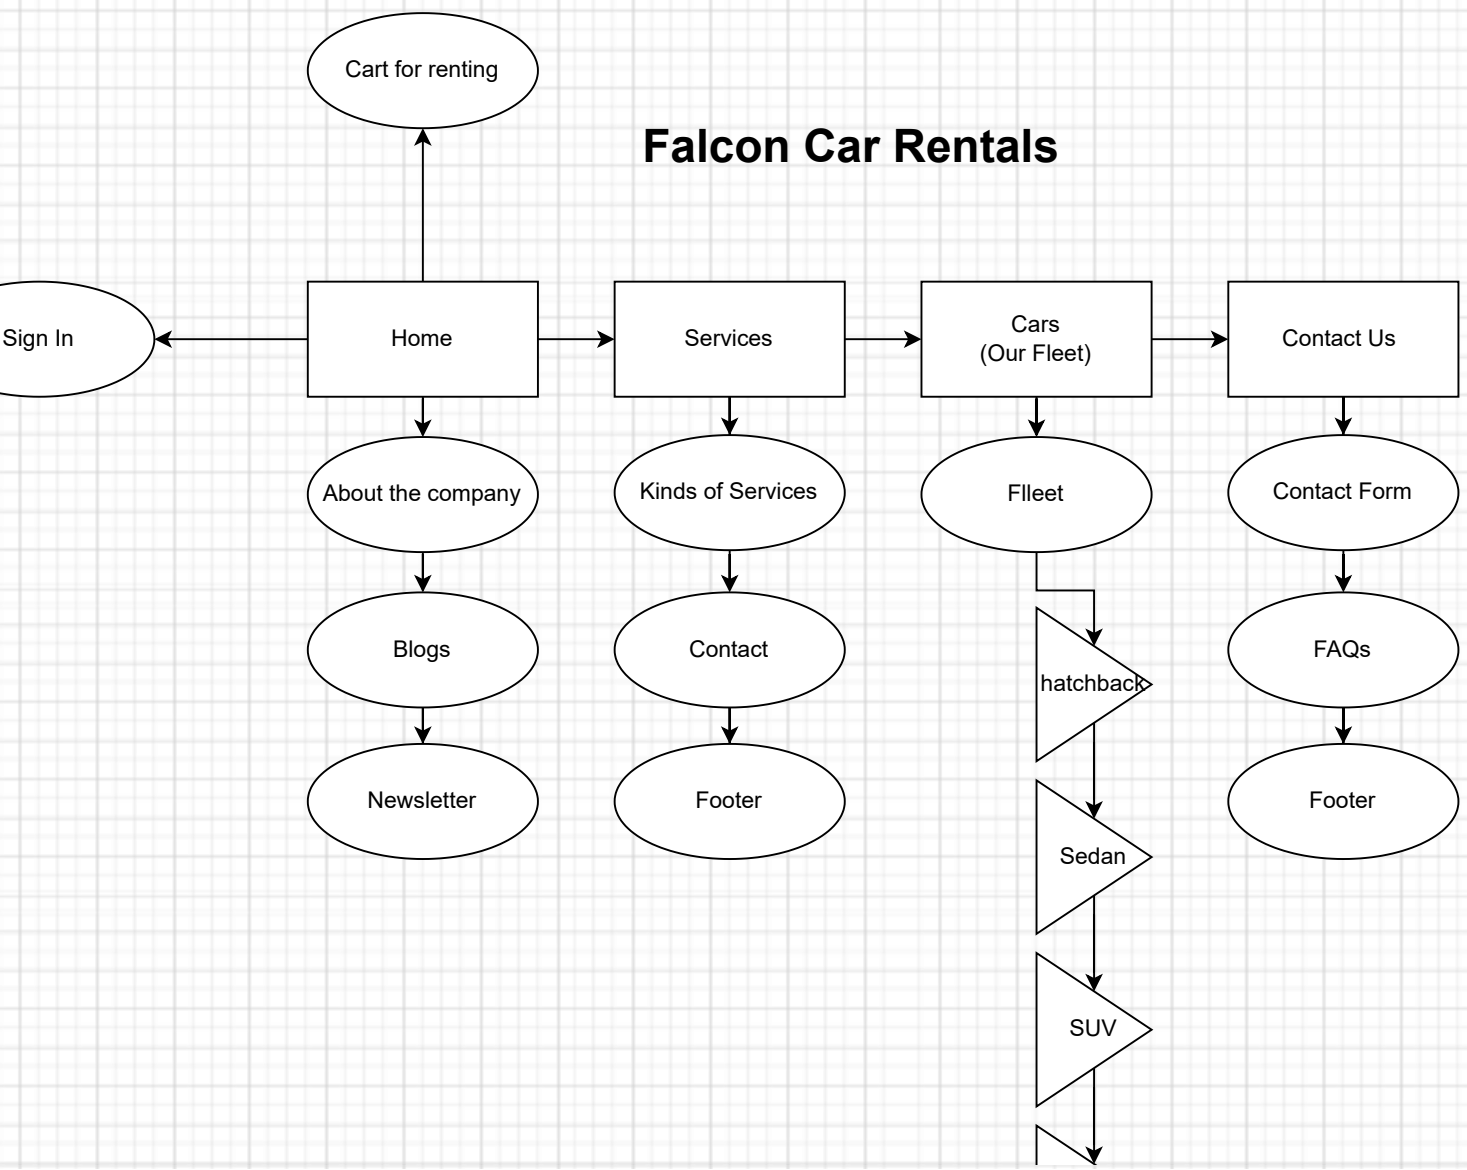 Cart for renting
Falcon Car Rentals
Sign In
Home
Services
Cars
(Our Fleet)
Contact Us
About the company
Kinds of Services
Flleet
Contact Form
Blogs
Contact
hatchback
FAQs
Newsletter
Footer
Sedan
Footer
SUV